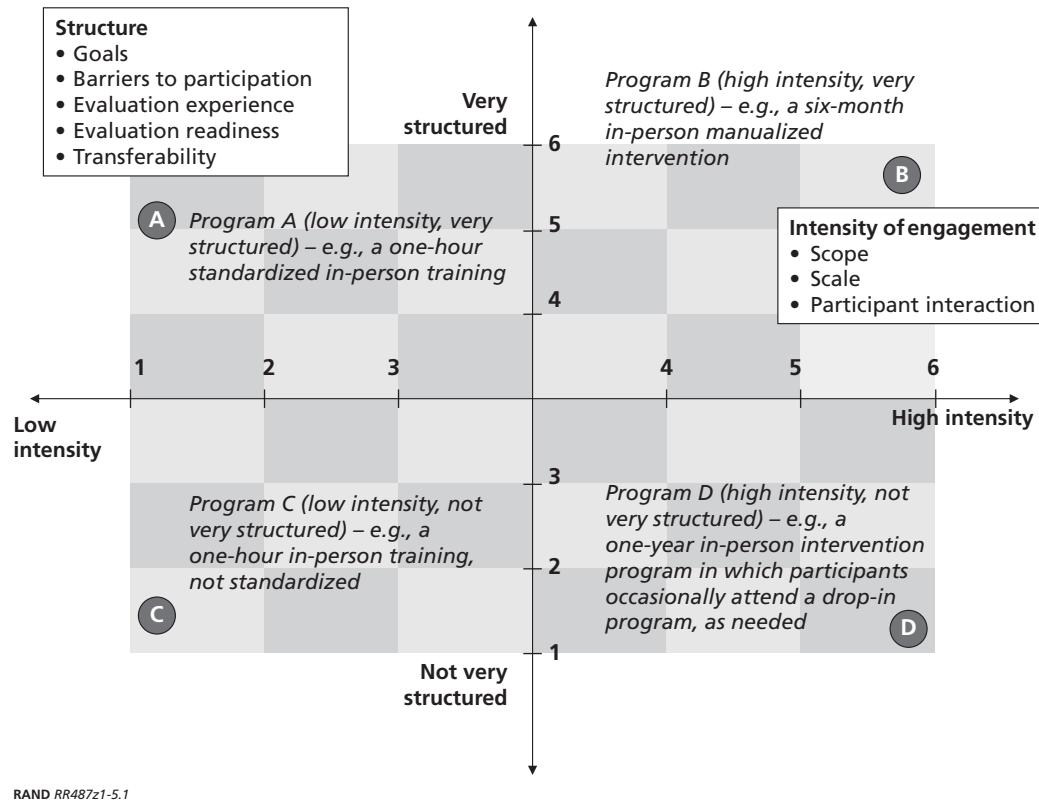 Structure
• Goals
• Barriers to participation
• Evaluation experience
• Evaluation readiness
• Transferability
Very
structured
Program B (high intensity, very
structured) – e.g., a six-month
in-person manualized
intervention
6
B
A
Program A (low intensity, very
structured) – e.g., a one-hour
standardized in-person training
5
Intensity of engagement
• Scope
• Scale
• Participant interaction
4
1
2
3
4
5
6
Low
intensity
High intensity
3
Program C (low intensity, not
very structured) – e.g., a
one-hour in-person training,
not standardized
C
Program D (high intensity, not
very structured) – e.g., a
one-year in-person intervention
program in which participants
occasionally attend a drop-in
program, as needed
D
2
1
Not very
structured
RAND RR487z1-5.1